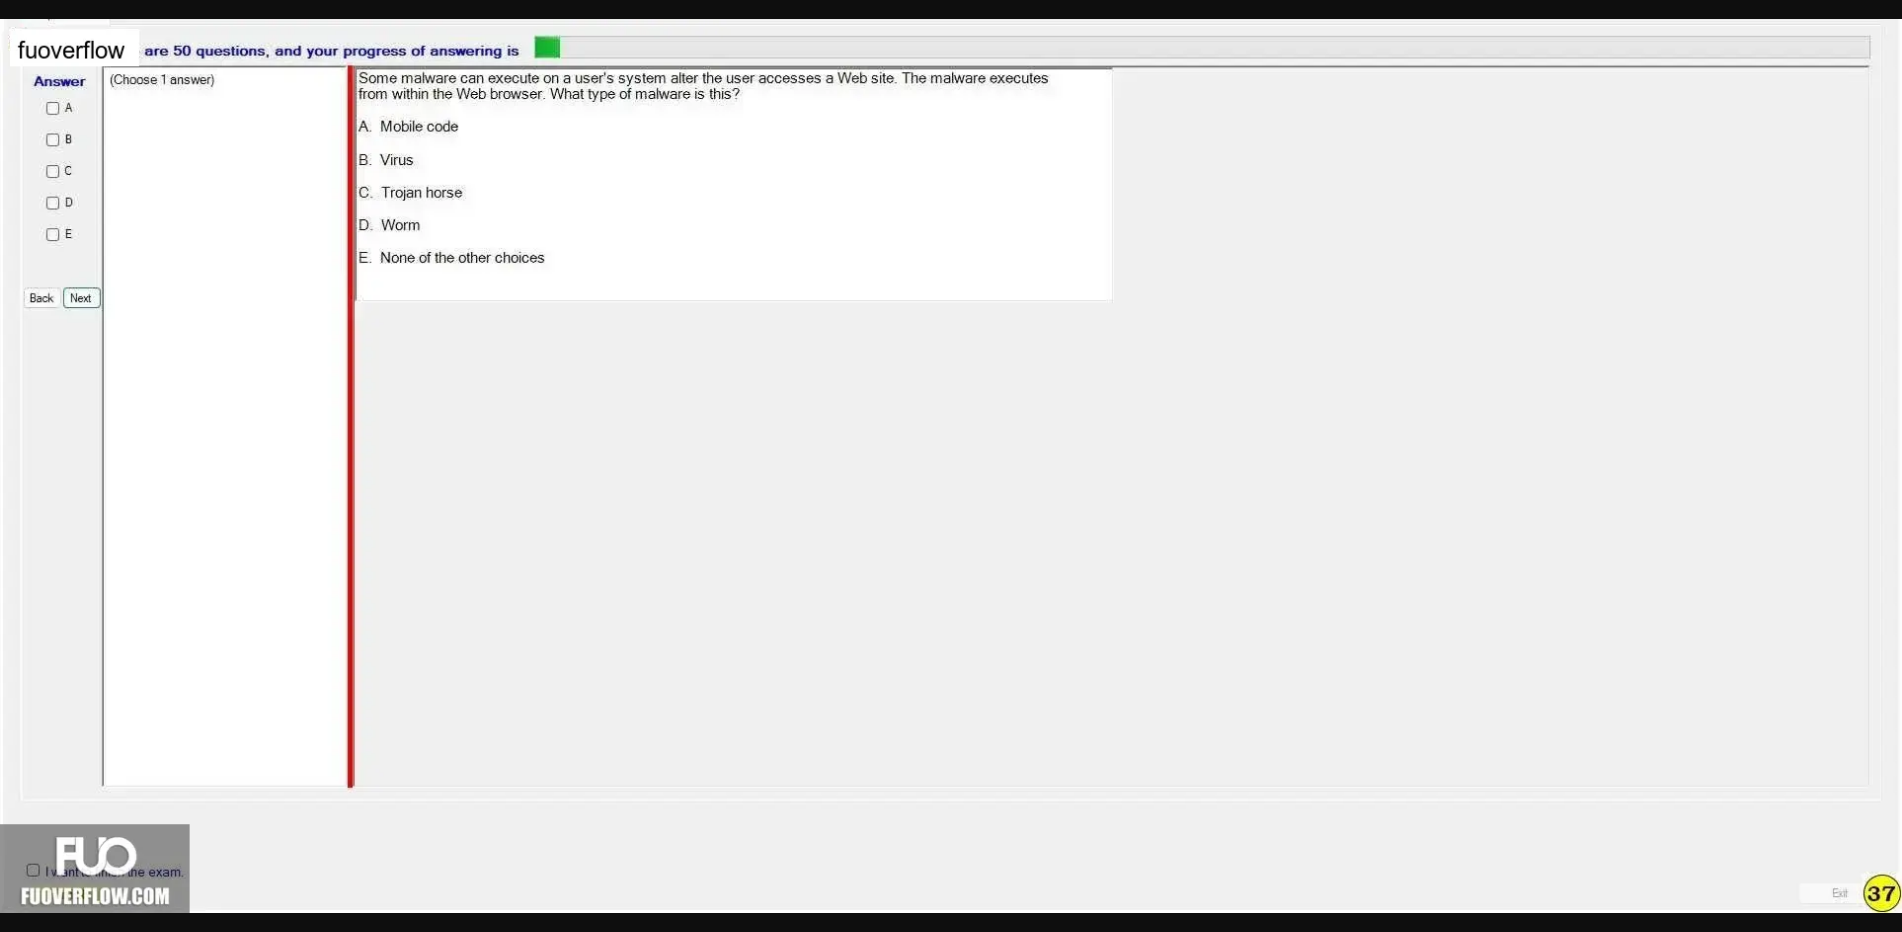 fuoverflow are 50 questions, and your progress of answering is
Answer
(Choose 1 answer)
A
B
C
D
E
Back Next
Some malware can execute on a user's system alter the user accesses a Web site. The malware executes
from within the Web browser. What type of malware is this?
A. Mobile code
B. Virus
C. Trojan horse
D. Worm
E. None of the other choices
FUO
I want the exam.
FUOVERFLOW.COM
Exit
37